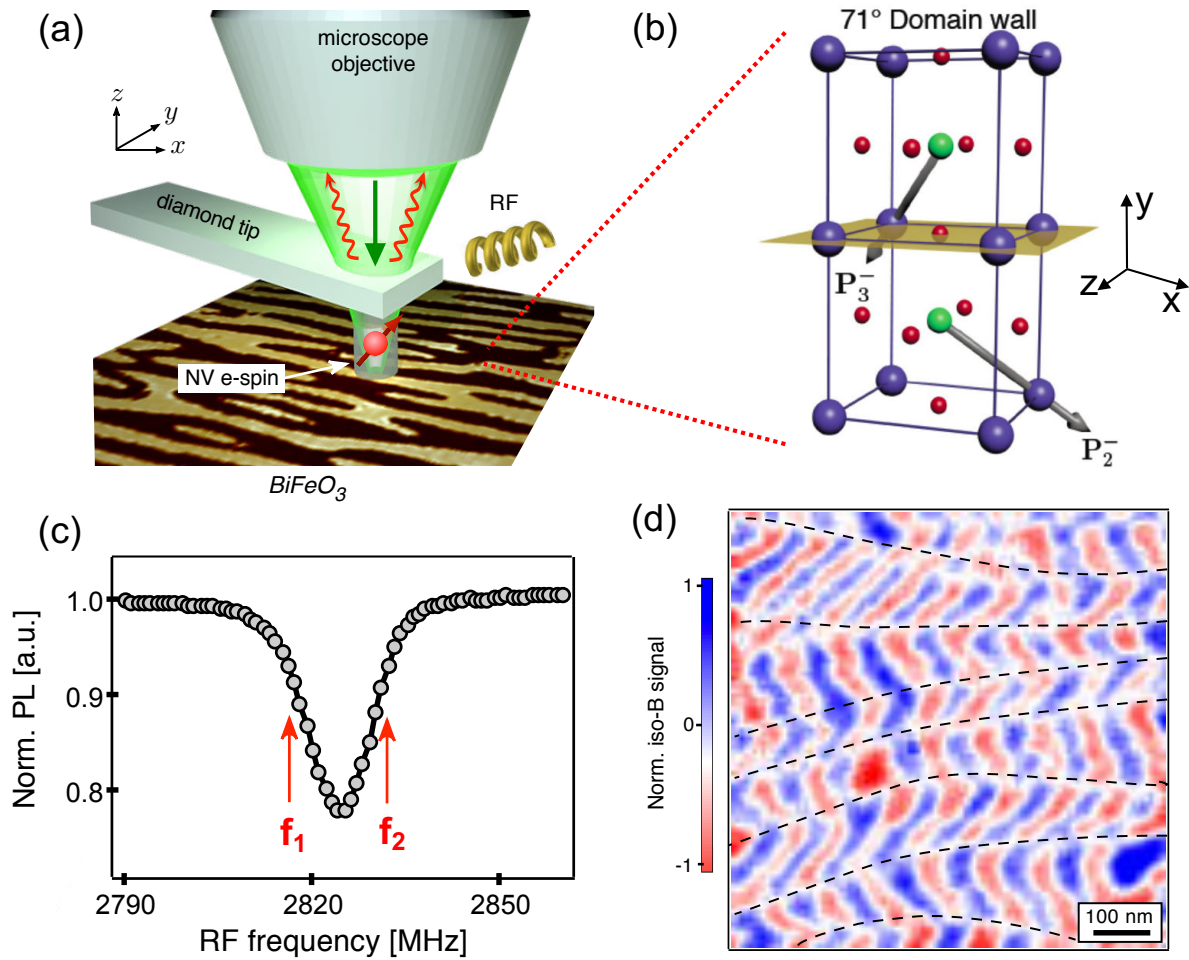 (a)
microscope
objective
z
y
x
diamond tip
RF
NV e-spin
BiFeO3
(b)
71° Domain wall
P3−
P2−
y
z
x
(c)
Norm. PL [a.u.]
1.0
0.9
0.8
f1
f2
2790
2820
2850
RF frequency [MHz]
(d)
Norm. iso-B signal
1
0
-1
100 nm